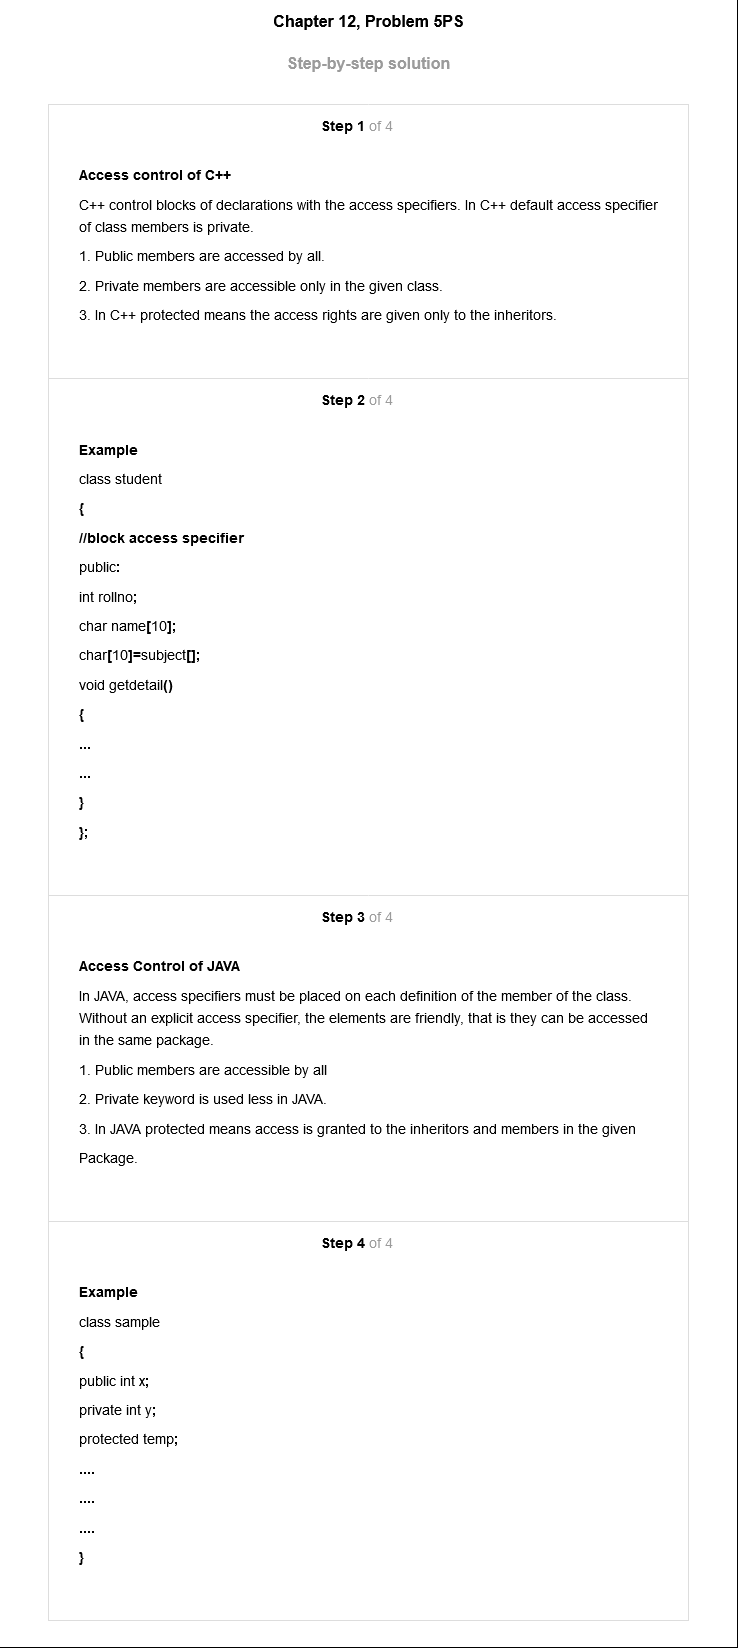 Chapter 12, Problem 5PS
Step-by-step solution
Step 1 of 4
Access control of C++
C++ control blocks of declarations with the access specifiers. In C++ default access specifier
of class members is private.
1. Public members are accessed by all.
2. Private members are accessible only in the given class.
3. In C++ protected means the access rights are given only to the inheritors.
Step 2 of 4
Example
class student
{
//block access specifier
public:
int rollno;
char name[10];
char[10]=subject[];
void getdetail()
{
...
...
}
};
Step 3 of 4
Access Control of JAVA
In JAVA, access specifiers must be placed on each definition of the member of the class.
Without an explicit access specifier, the elements are friendly, that is they can be accessed
in the same package.
1. Public members are accessible by all
2. Private keyword is used less in JAVA.
3. In JAVA protected means access is granted to the inheritors and members in the given
Package.
Step 4 of 4
Example
class sample
{
public int x;
private int y;
protected temp;
....
....
....
}